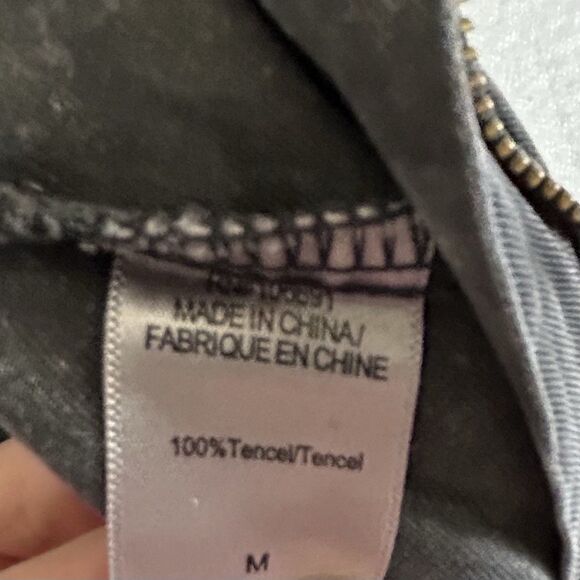 MADE IN CHINA/
FABRIQUE EN CHINE
100%Tencel/Tencel
M